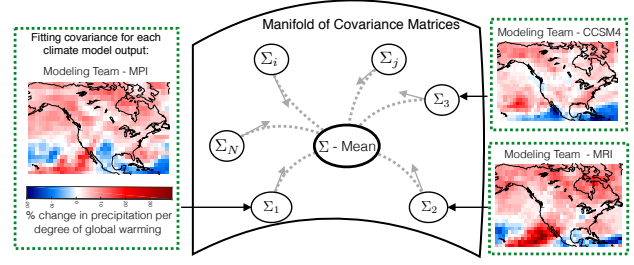 Fitting covariance for each
climate model output:
Modeling Team - MPI
% change in precipitation per
degree of global warming
Manifold of Covariance Matrices
Σi
Σj
Σ3
ΣN
Σ - Mean
Σ1
Σ2
Modeling Team - CCSM4
Modeling Team - MRI